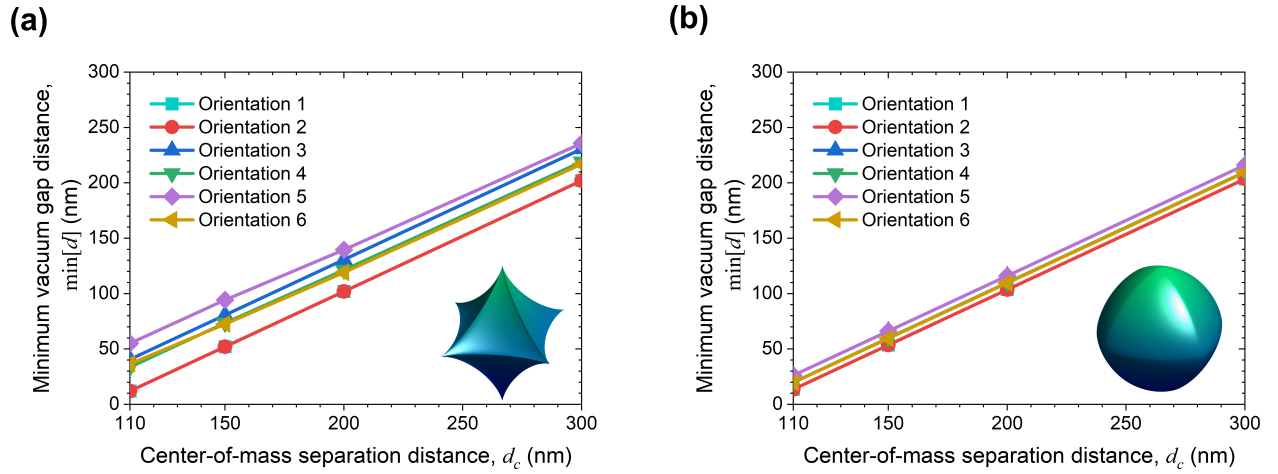 (a)
Minimum vacuum gap distance,
min[d] (nm)
300
250
200
150
100
50
0
Orientation 1
Orientation 2
Orientation 3
Orientation 4
Orientation 5
Orientation 6
110
150
200
250
300
Center-of-mass separation distance, d_c (nm)
(b)
Minimum vacuum gap distance,
min[d] (nm)
300
250
200
150
100
50
0
Orientation 1
Orientation 2
Orientation 3
Orientation 4
Orientation 5
Orientation 6
110
150
200
250
300
Center-of-mass separation distance, d_c (nm)